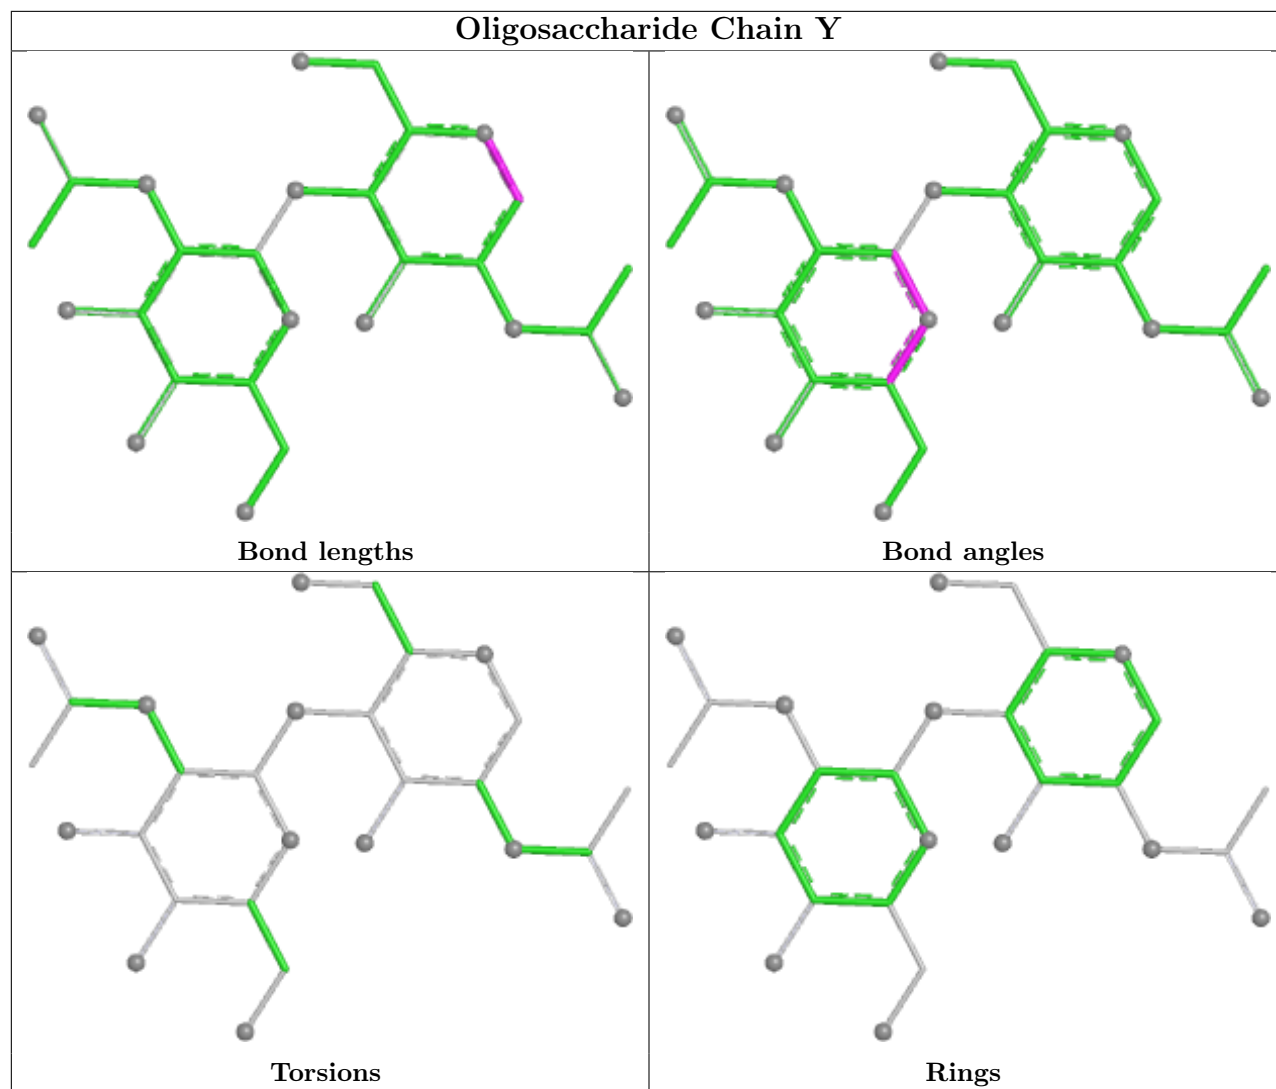 Oligosaccharide Chain Y
Bond lengths
Bond angles
Torsions
Rings